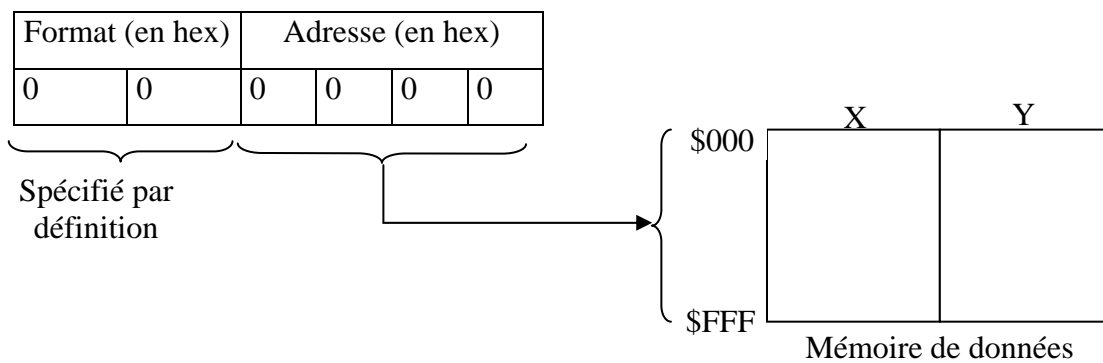 Format (en hex) Adresse (en hex)
0 0 0 0 0 0
X Y
$000
Spécifié par
définition
$FFF
Mémoire de données